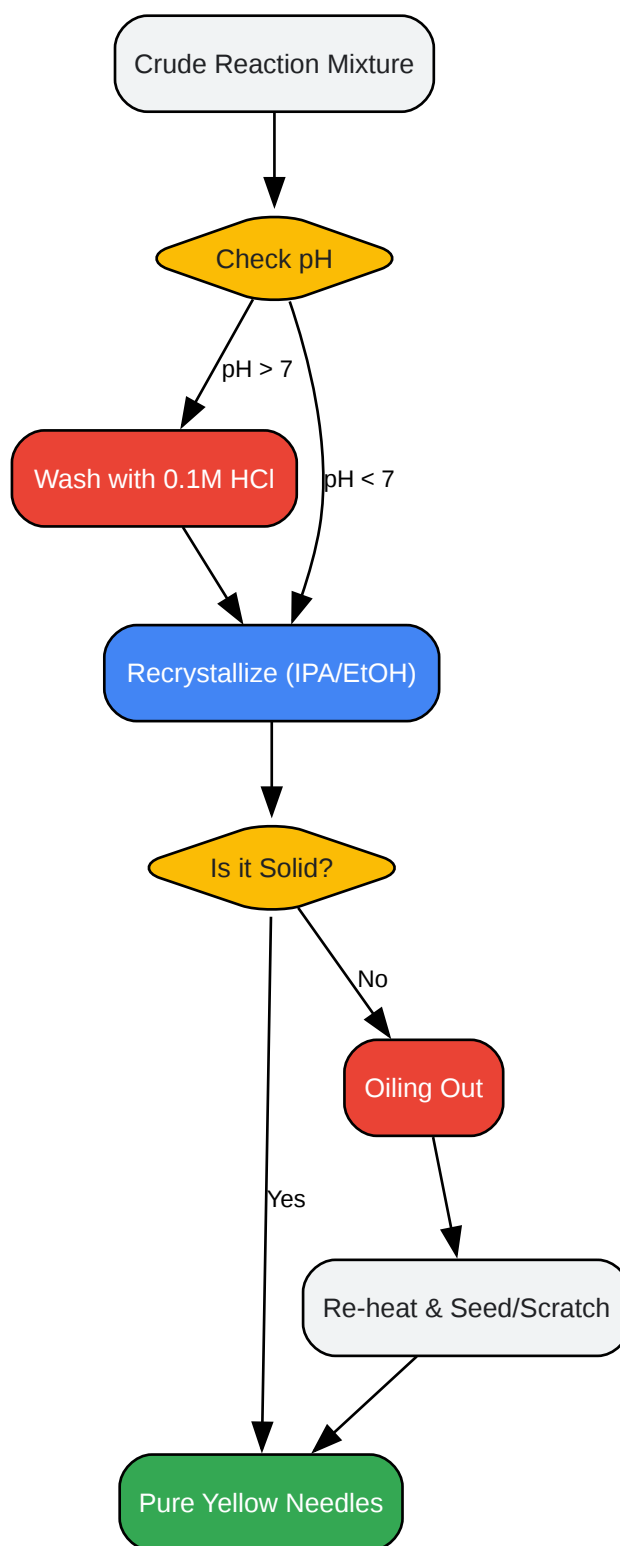 Crude Reaction Mixture
Check pH
pH > 7
Wash with 0.1M HCl
pH < 7
Recrystallize (IPA/EtOH)
Is it Solid?
No
Oiling Out
Yes
Re-heat & Seed/Scratch
Pure Yellow Needles